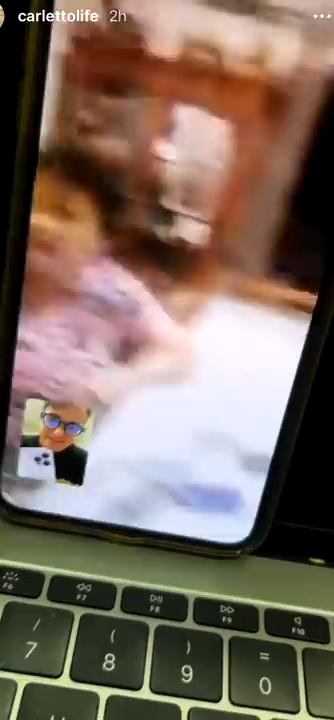 carlettolife 2h
F6 F7 F8 F9 F10
/ ( ) =
7 8 9 0